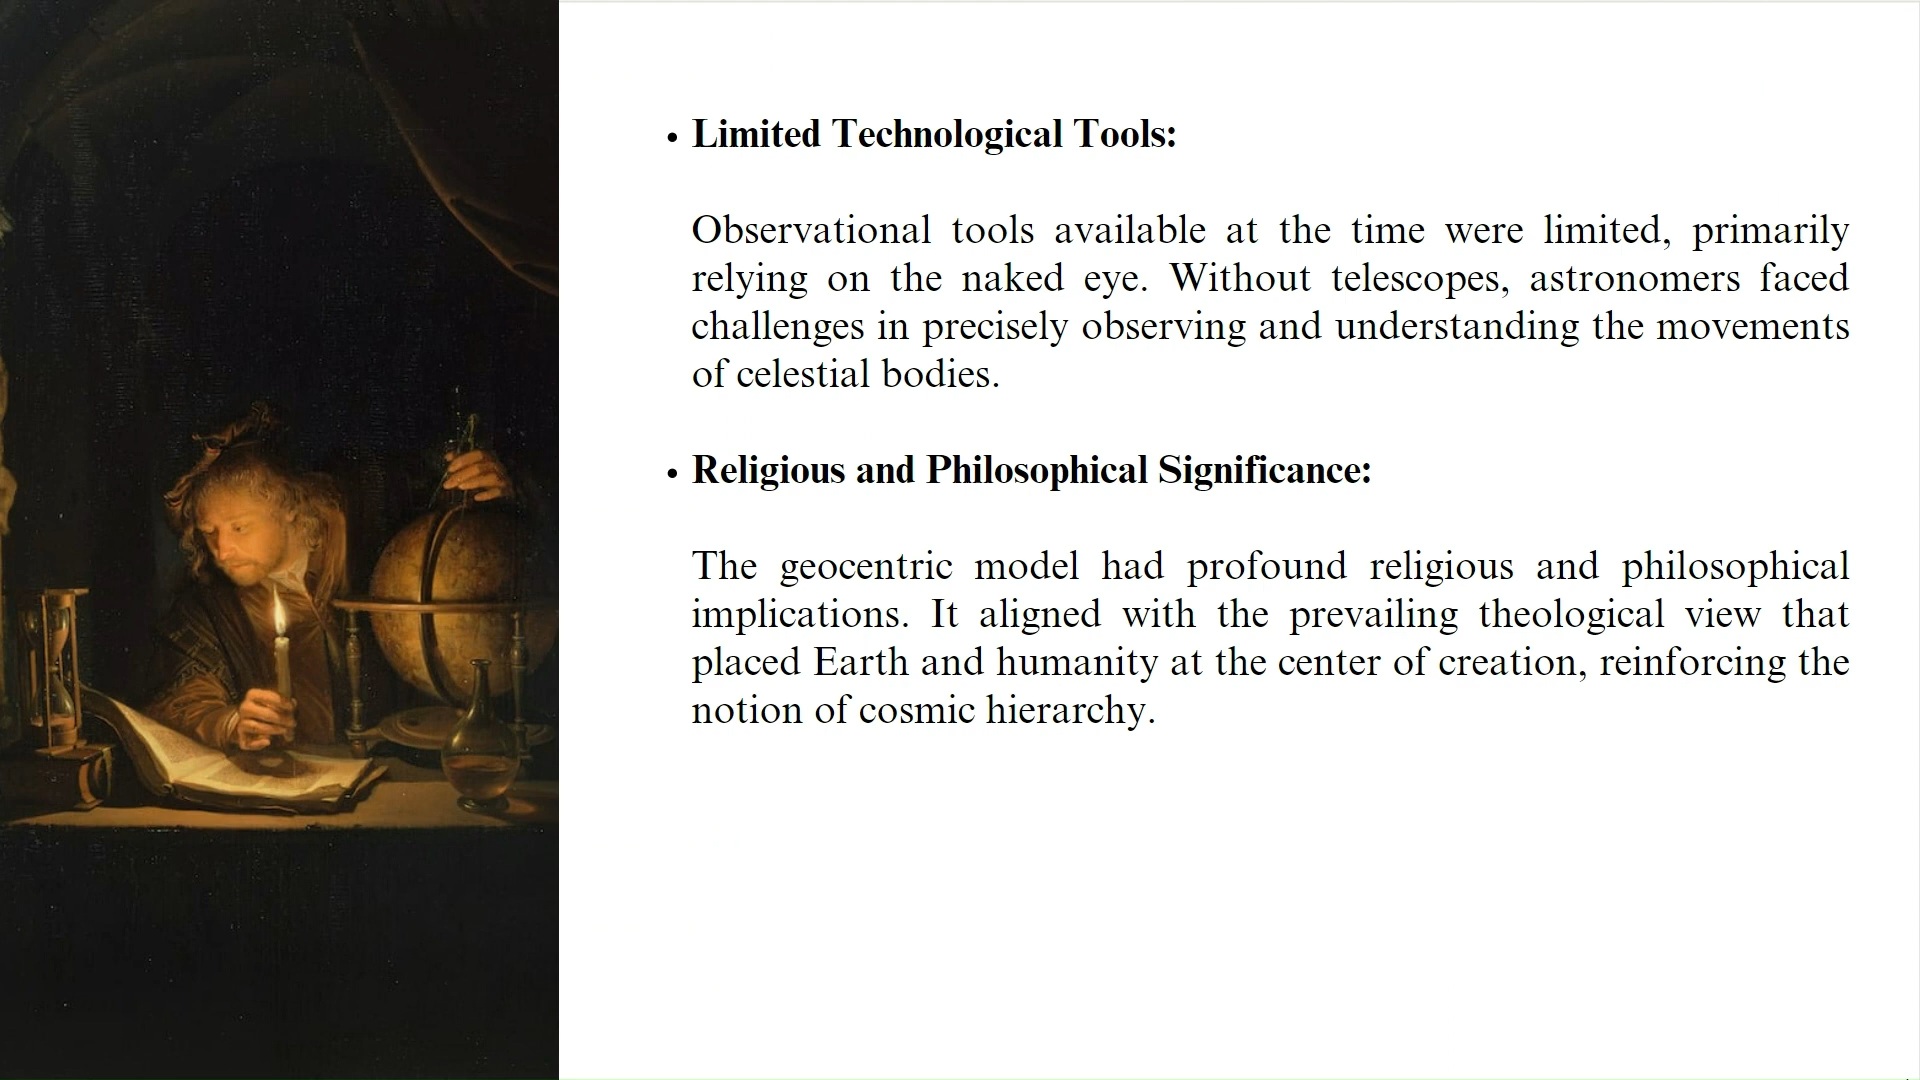 • Limited Technological Tools:
Observational tools available at the time were limited, primarily
relying on the naked eye. Without telescopes, astronomers faced
challenges in precisely observing and understanding the movements
of celestial bodies.
• Religious and Philosophical Significance:
The geocentric model had profound religious and philosophical
implications. It aligned with the prevailing theological view that
placed Earth and humanity at the center of creation, reinforcing the
notion of cosmic hierarchy.